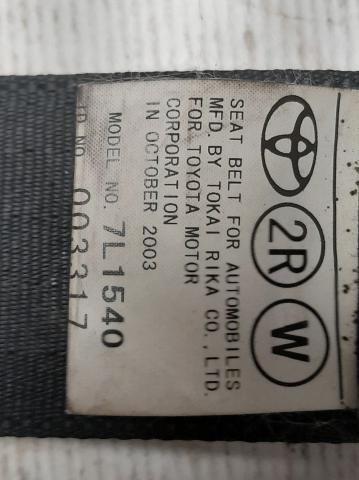 2R W
SEAT BELT FOR AUTOMOBILES
MFD BY TOKAI RIKA CO., LTD.
FOR TOYOTA MOTOR
CORPORATION
IN OCTOBER 2003
MODEL NO. 7L1540
ID NO. 003317